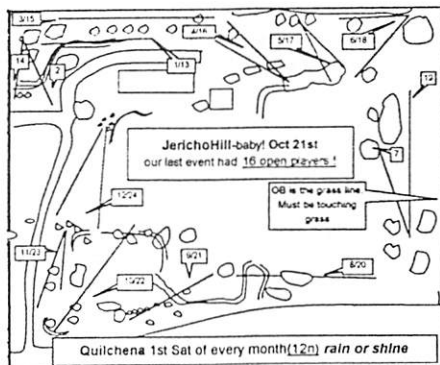 3/15
4/16
5/17
6/18
14
2
1/13
12
JerichoHill-baby! Oct 21st
our last event had 16 open players !
7
OB is the grass line.
Must be touching
grass
12/24
11/23
9/21
10/22
8/20
Quilchena 1st Sat of every month(12n) rain or shine